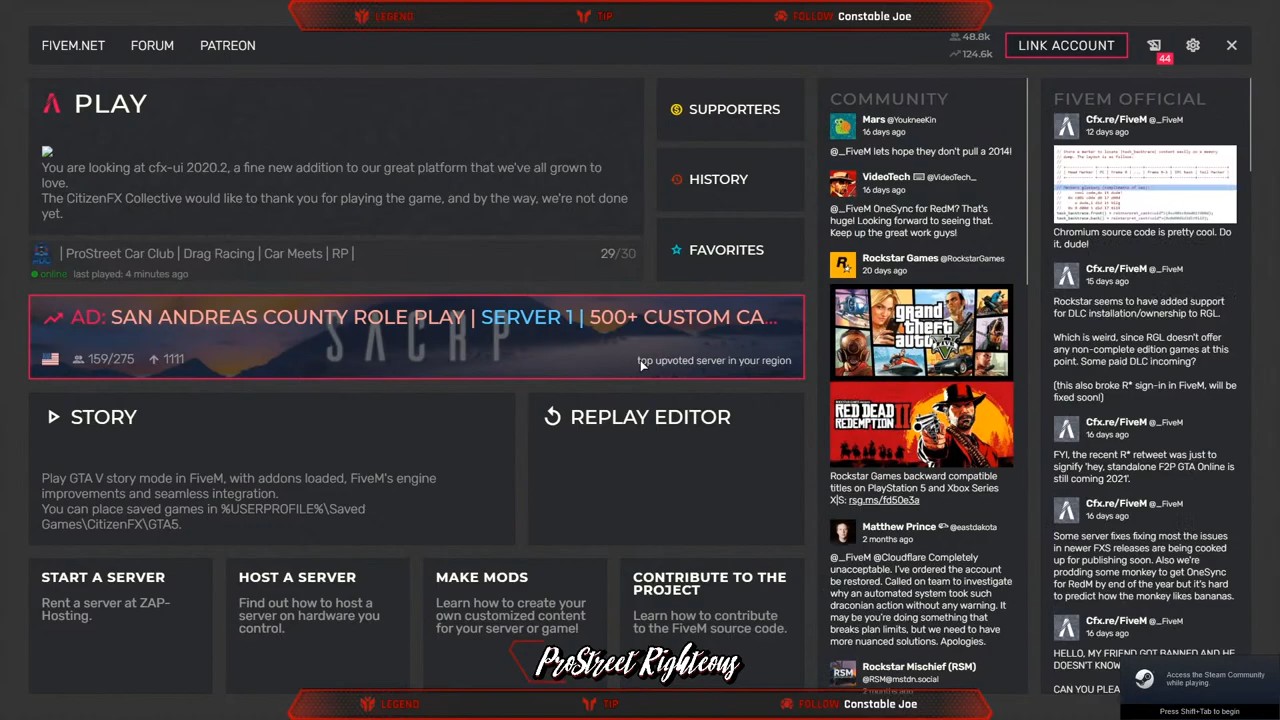 LEGEND
TIP
FOLLOW Constable Joe
FIVEM.NET
FORUM
PATREON
48.8k
124.6k
LINK ACCOUNT
44
PLAY
You are looking at cfx-ui 2020.2, a fine new addition to our great platform that we've all grown to
love.
The CitizenFX Collective would like to thank you for playing the game, and by the way, we're not done
yet.
| ProStreet Car Club | Drag Racing | Car Meets | RP |
29/30
online
last played: 4 minutes ago
SUPPORTERS
HISTORY
FAVORITES
AD: SAN ANDREAS COUNTY ROLE PLAY | SERVER 1 | 500+ CUSTOM CA...
SACRP
159/275
1111
top upvoted server in your region
STORY
Play GTA V story mode in FiveM, with addons loaded, FiveM's engine
improvements and seamless integration.
You can place saved games in %USERPROFILE%\Saved
Games\CitizenFX\GTA5.
REPLAY EDITOR
START A SERVER
Rent a server at ZAP-
Hosting.
HOST A SERVER
Find out how to host a
server on hardware you
control.
MAKE MODS
Learn how to create your
own customized content
for your server or game!
CONTRIBUTE TO THE
PROJECT
Learn how to contribute
to the FiveM source code.
COMMUNITY
Mars @YoukneeKin
16 days ago
@_FiveM lets hope they don't pull a 2014!
VideoTech @VideoTech_
16 days ago
@_FiveM OneSync for RedM? That's
huge! Looking forward to seeing that.
Keep up the great work guys!
Rockstar Games @RockstarGames
20 days ago
grand
theft
auto
V
RED DEAD
REDEMPTION
II
Rockstar Games backward compatible
titles on PlayStation 5 and Xbox Series
X|S: rsg.ms/fd50e3a
Matthew Prince @eastdakota
2 months ago
@_FiveM @Cloudflare Completely
unacceptable. I've ordered the account
be restored. Called on team to investigate
why an automated system took such
draconian action without any warning. It
may be you're doing something that
breaks plan limits, but we need to have
more nuanced solutions. Apologies.
RSM
Rockstar Mischief (RSM)
@RSM@mstdn.social
2 months ago
FIVEM OFFICIAL
Cfx.re/FiveM @_FiveM
12 days ago
Chromium source code is pretty cool. Do
it, dude!
Cfx.re/FiveM @_FiveM
15 days ago
Rockstar seems to have added support
for DLC installation/ownership to RGL.
Which is weird, since RGL doesn't offer
any non-complete edition games at this
point. Some paid DLC incoming?
(this also broke R* sign-in in FiveM, will be
fixed soon!)
Cfx.re/FiveM @_FiveM
16 days ago
FYI, the recent R* retweet was just to
signify 'hey, standalone F2P GTA Online is
still coming 2021'.
Cfx.re/FiveM @_FiveM
16 days ago
Some server fixes fixing most the issues
in newer FXS releases are being cooked
up for publishing soon. Also we're
prodding some monkey to get OneSync
for RedM by end of the year but it's hard
to predict how the monkey likes bananas.
Cfx.re/FiveM @_FiveM
16 days ago
HELLO, MY FRIEND GOT BANNED AND HE
DOESN'T KNOW
CAN YOU PLEA
Access the Steam Community
while playing.
Press Shift+Tab to begin
ProStreet Righteous
LEGEND
TIP
FOLLOW Constable Joe